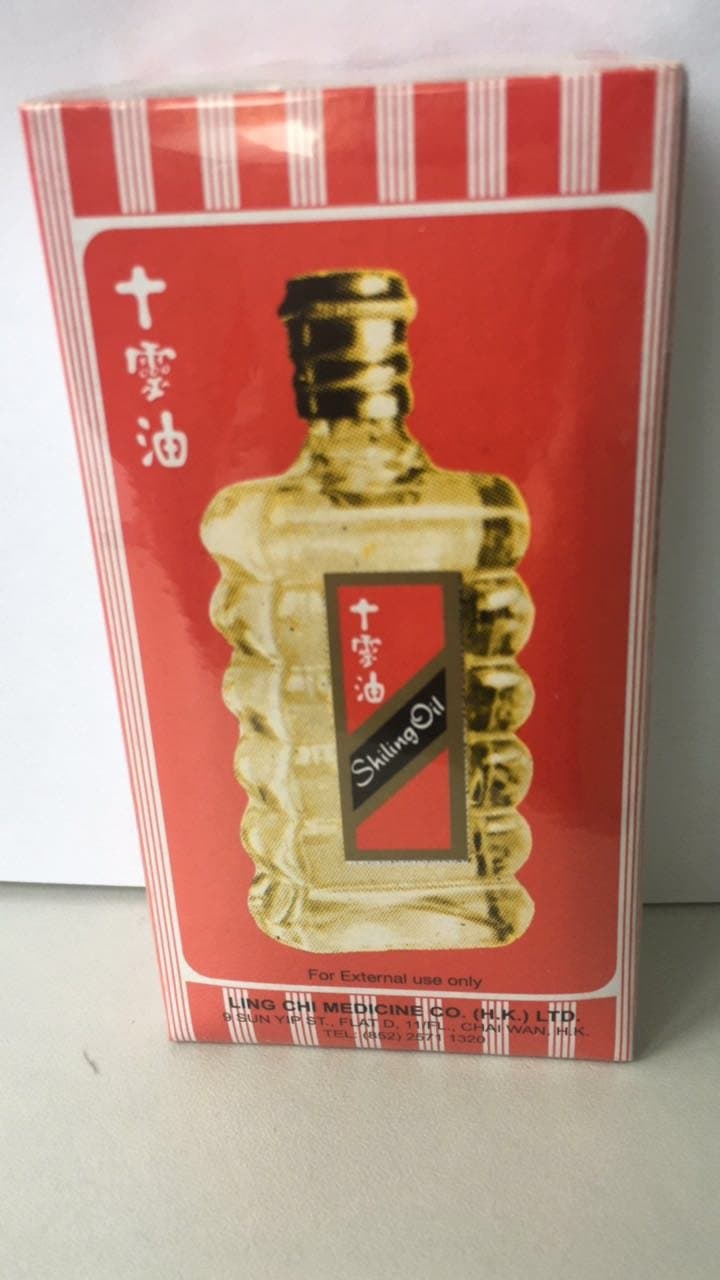 十
靈
油
十
靈
油
Shiling Oil
For External use only
LING CHI MEDICINE CO. (H.K.) LTD.
9 SUN YIP ST., FLAT D, 11/FL., CHAI WAN, H.K.
TEL: (852) 2571 1320